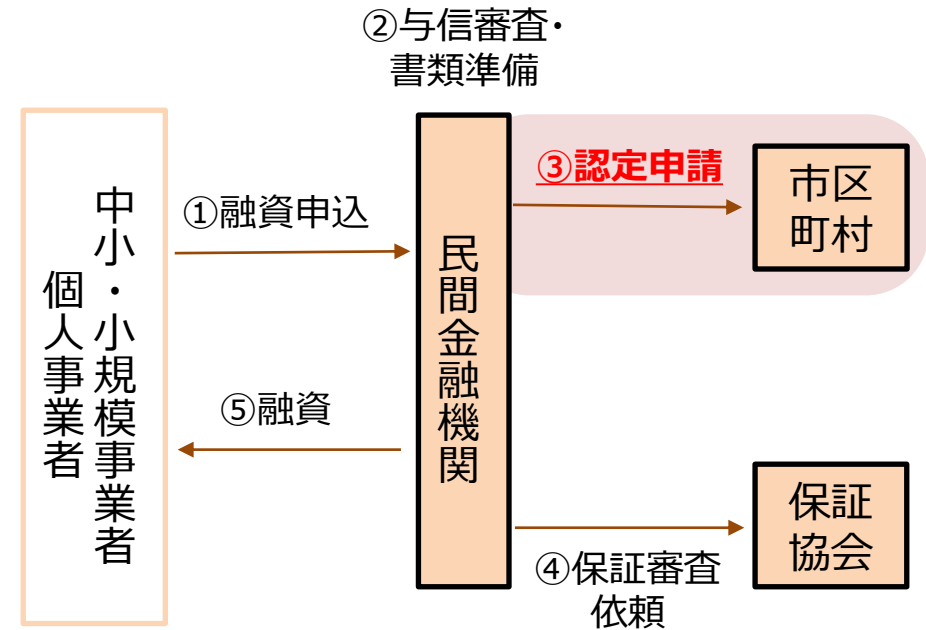 ②与信審査・
書類準備
中小・小規模事業者
個人事業者
①融資申込
⑤融資
民間金融機関
③認定申請
市区
町村
④保証審査
依頼
保証
協会